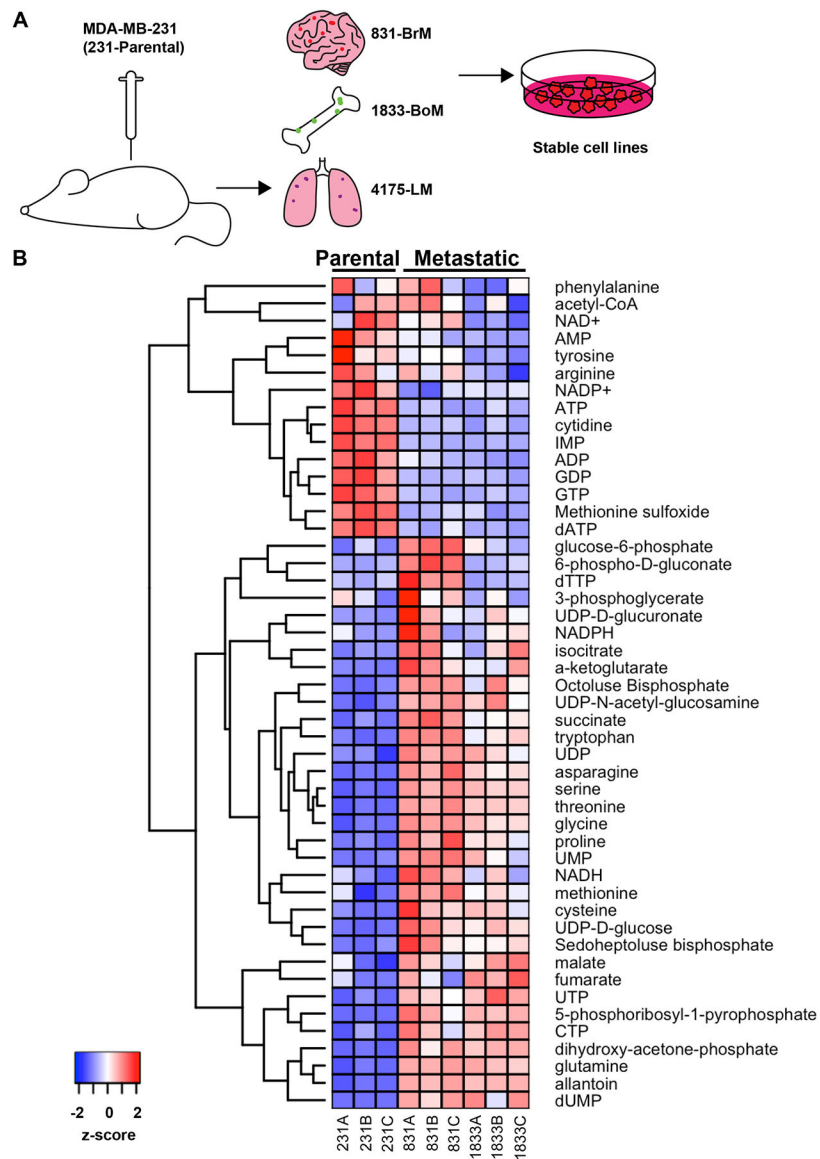 A
MDA-MB-231
(231-Parental)
831-BrM
1833-BoM
4175-LM
Stable cell lines
B
Parental Metastatic
phenylalanine
acetyl-CoA
NAD+
AMP
tyrosine
arginine
NADP+
ATP
cytidine
IMP
ADP
GDP
GTP
Methionine sulfoxide
dATP
glucose-6-phosphate
6-phospho-D-gluconate
dTTP
3-phosphoglycerate
UDP-D-glucuronate
NADPH
isocitrate
a-ketoglutarate
Octoluse Bisphosphate
UDP-N-acetyl-glucosamine
succinate
tryptophan
UDP
asparagine
serine
threonine
glycine
proline
UMP
NADH
methionine
cysteine
UDP-D-glucose
Sedoheptoluse bisphosphate
malate
fumarate
UTP
5-phosphoribosyl-1-pyrophosphate
CTP
dihydroxy-acetone-phosphate
glutamine
allantoin
dUMP
-2 0 2
z-score
231A 231B 231C 831A 831B 831C 1833A 1833B 1833C